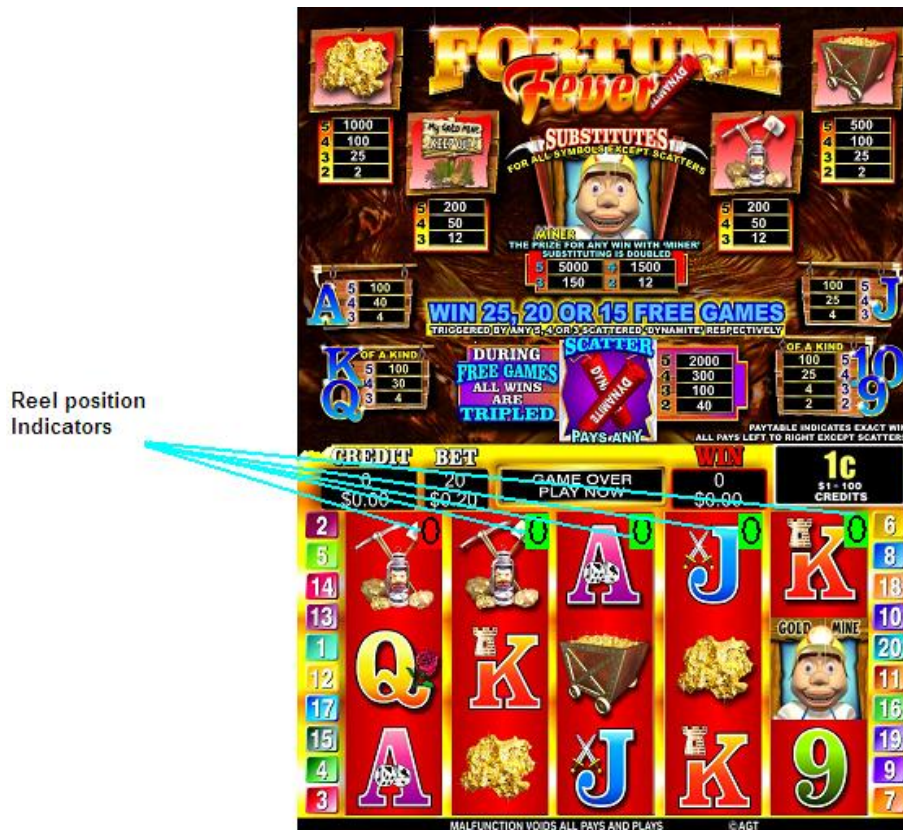 FORTUNE
Fever
DYNAMITE
5 1000
4 100
3 25
2 2
5 500
4 100
3 25
2 2
My GOLD MINE
KEEP OUT!
5 200
4 50
3 12
SUBSTITUTES
FOR ALL SYMBOLS EXCEPT SCATTERS
5 200
4 50
3 12
MINER
THE PRIZE FOR ANY WIN WITH 'MINER'
SUBSTITUTING IS DOUBLED
5 5000 4 1500
3 150 2 12
A
5 100
4 40
3 4
J
100 5
25 4
4 3
WIN 25, 20 OR 15 FREE GAMES
TRIGGERED BY ANY 5, 4 OR 3 SCATTERED 'DYNAMITE' RESPECTIVELY
K
Q
OF A KIND
5 100
4 30
3 4
DURING
FREE GAMES
ALL WINS
ARE
TRIPLED
SCATTER
DYNAMITE
PAYS ANY
5 2000
4 300
3 100
2 40
OF A KIND
100 5
25 4
4 3
2 2
10
9
PAYTABLE INDICATES EXACT WIN
ALL PAYS LEFT TO RIGHT EXCEPT SCATTERS
Reel position
Indicators
CREDIT
0
$0.00
BET
20
$0.20
GAME OVER
PLAY NOW
WIN
0
$0.00
1c
$1 = 100
CREDITS
2 0 0 0 0 0 6
5 A J K 8
14 18
13 10
1 GOLD MINE 20
12 Q K 11
17 16
15 19
4 A J K 9 9
3 7
MALFUNCTION VOIDS ALL PAYS AND PLAYS ©AGT